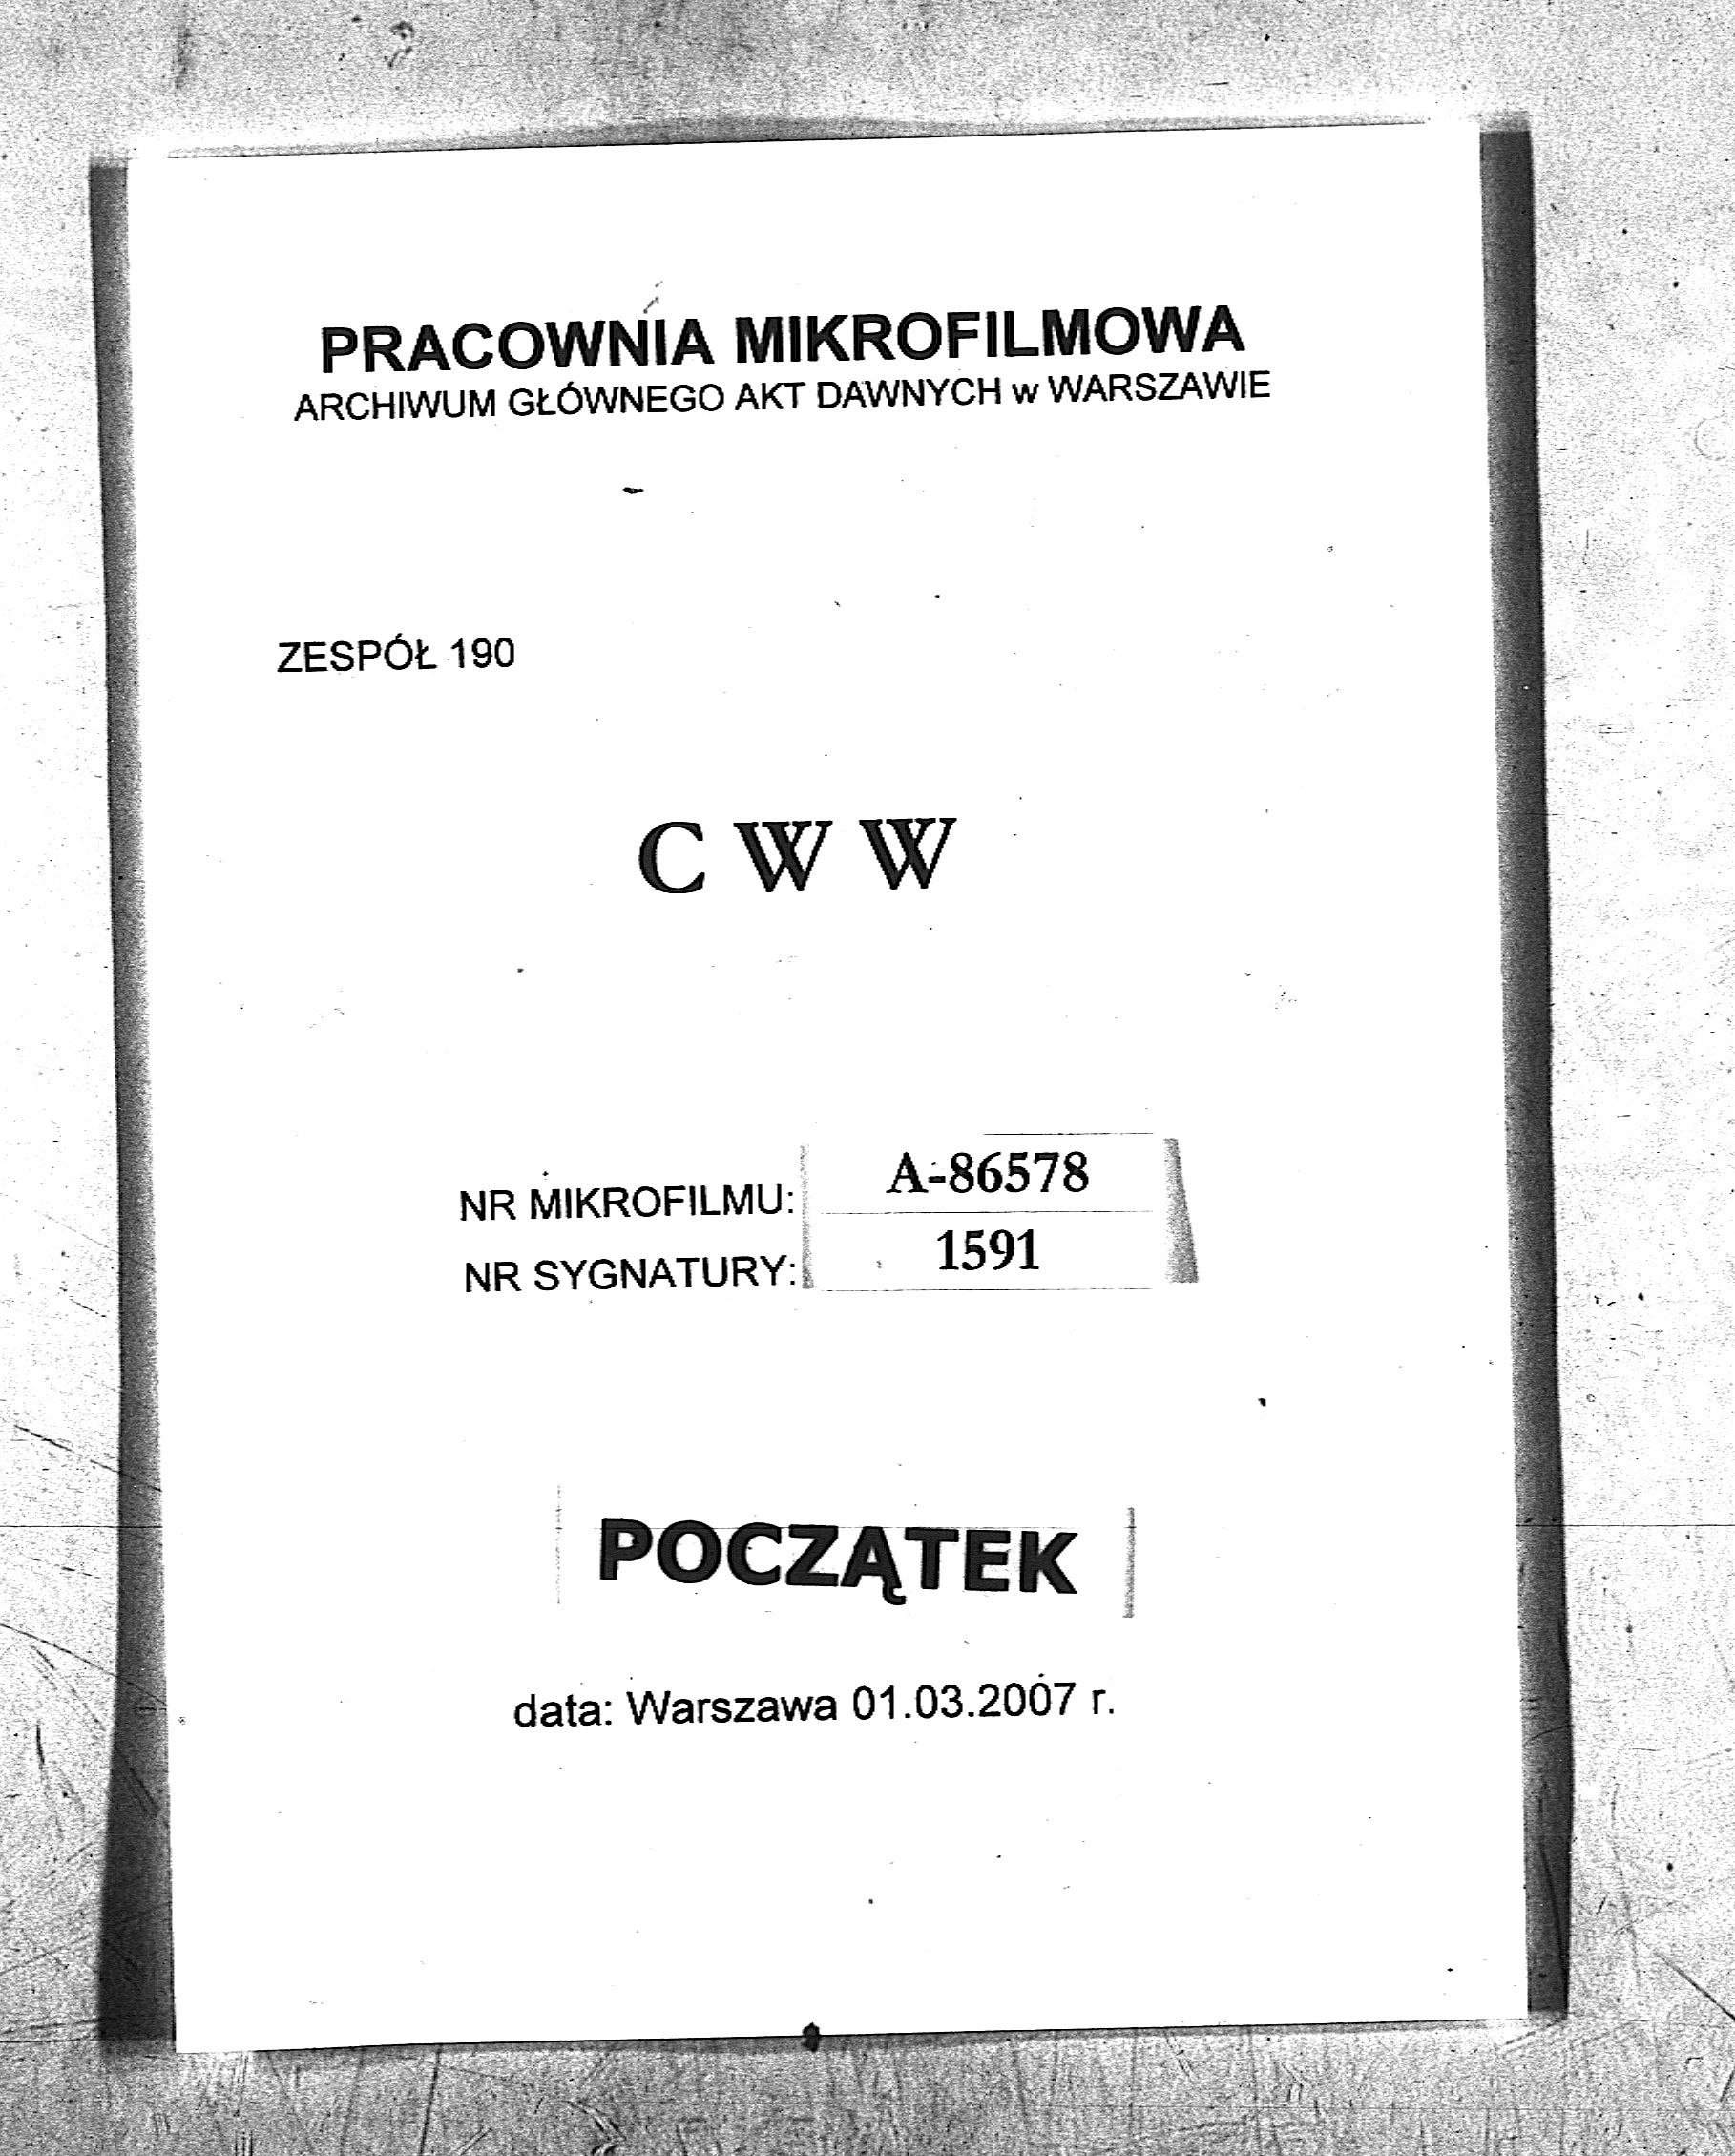 PRACOWNIA MIKROFILMOWA
ARCHIWUM GŁÓWNEGO AKT DAWNYCH w WARSZAWIE
ZESPÓŁ 190
C W W
NR MIKROFILMU: A-86578
NR SYGNATURY: 1591
POCZĄTEK
data: Warszawa 01.03.2007 r.